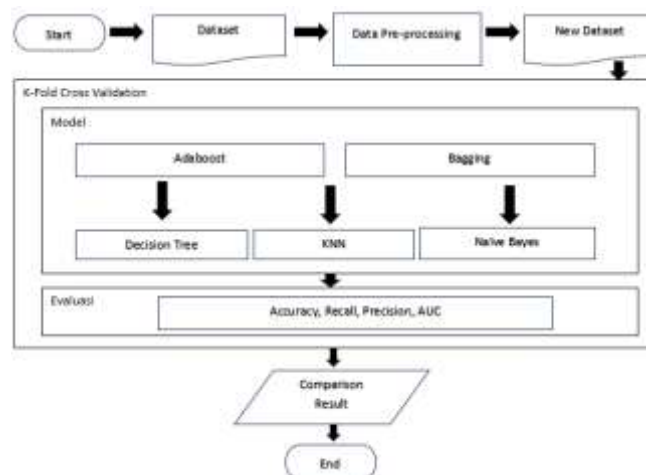 Start
Dataset
Data Pre-processing
New Dataset
K-Fold Cross Validation
Model
Adaboost
Bagging
Decision Tree
KNN
Naïve Bayes
Evaluasi
Accuracy, Recall, Precision, AUC
Comparison
Result
End